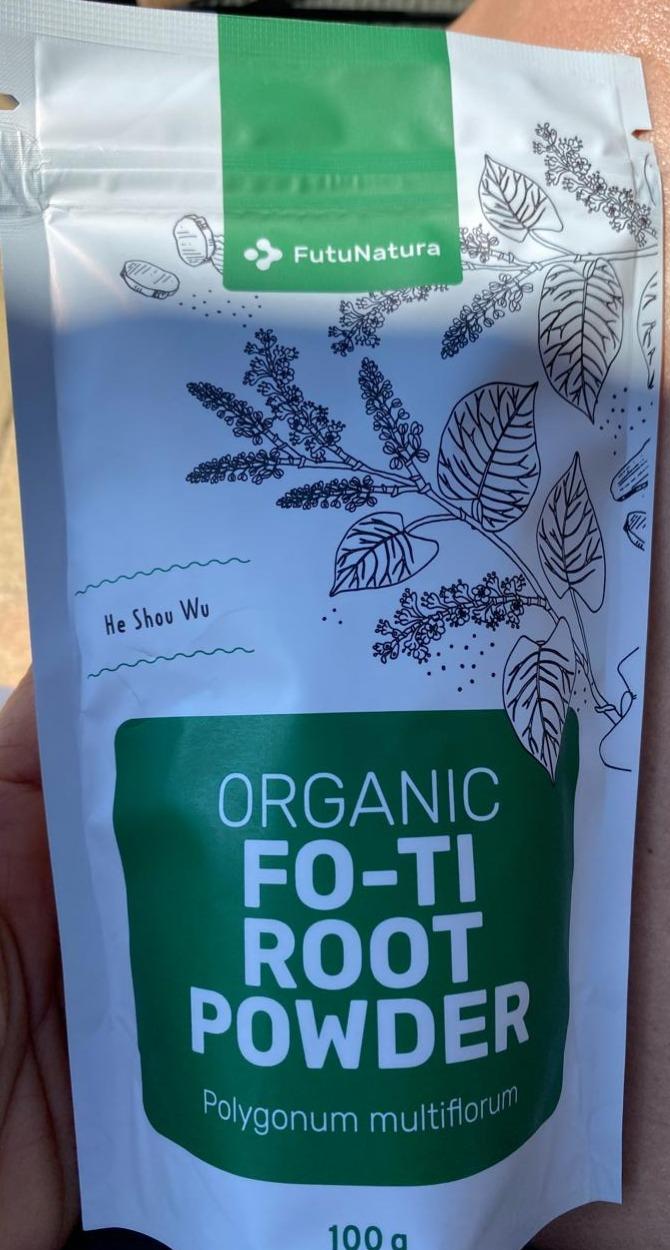 FutuNatura
He Shou Wu
ORGANIC
FO-TI
ROOT
POWDER
Polygonum multiflorum
100 g